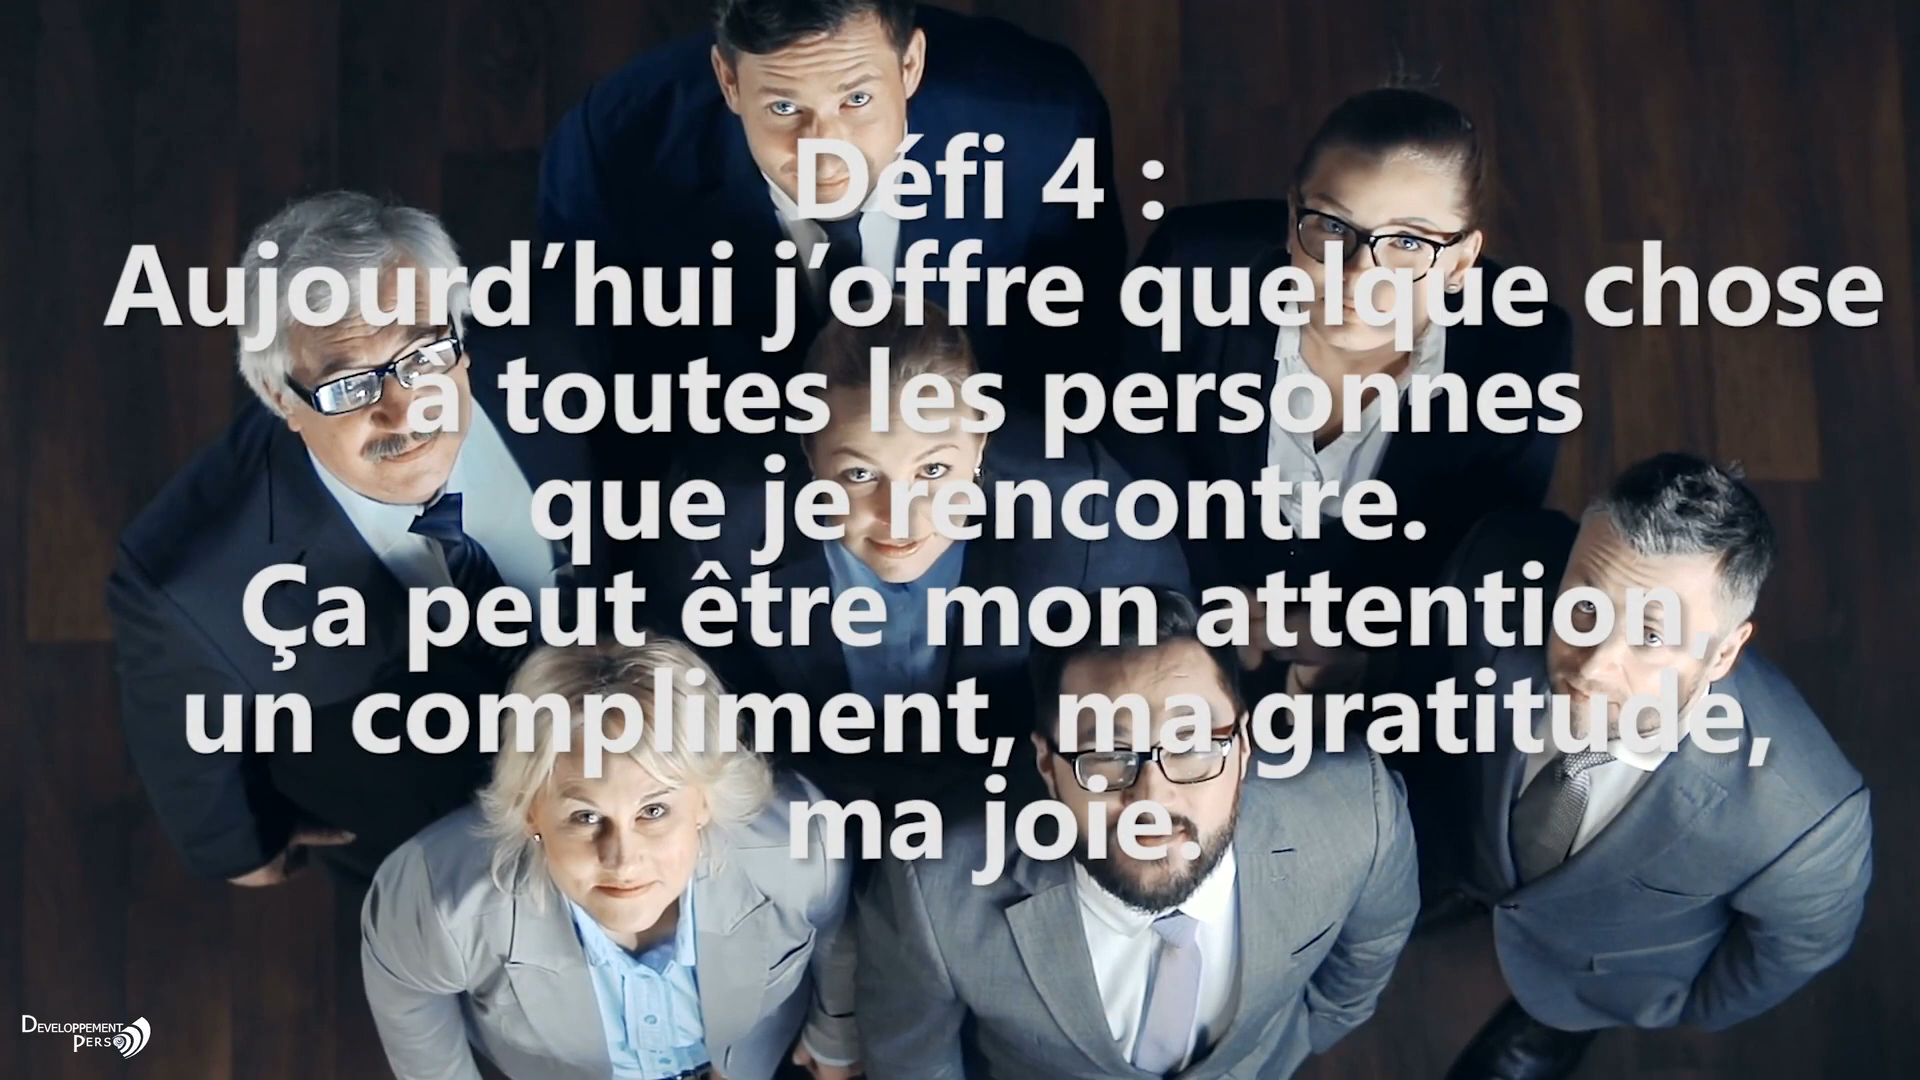 Défi 4 :
Aujourd’hui j’offre quelque chose
à toutes les personnes
que je rencontre.
Ça peut être mon attention,
un compliment, ma gratitude,
ma joie.
DEVELOPPEMENT
PERSO